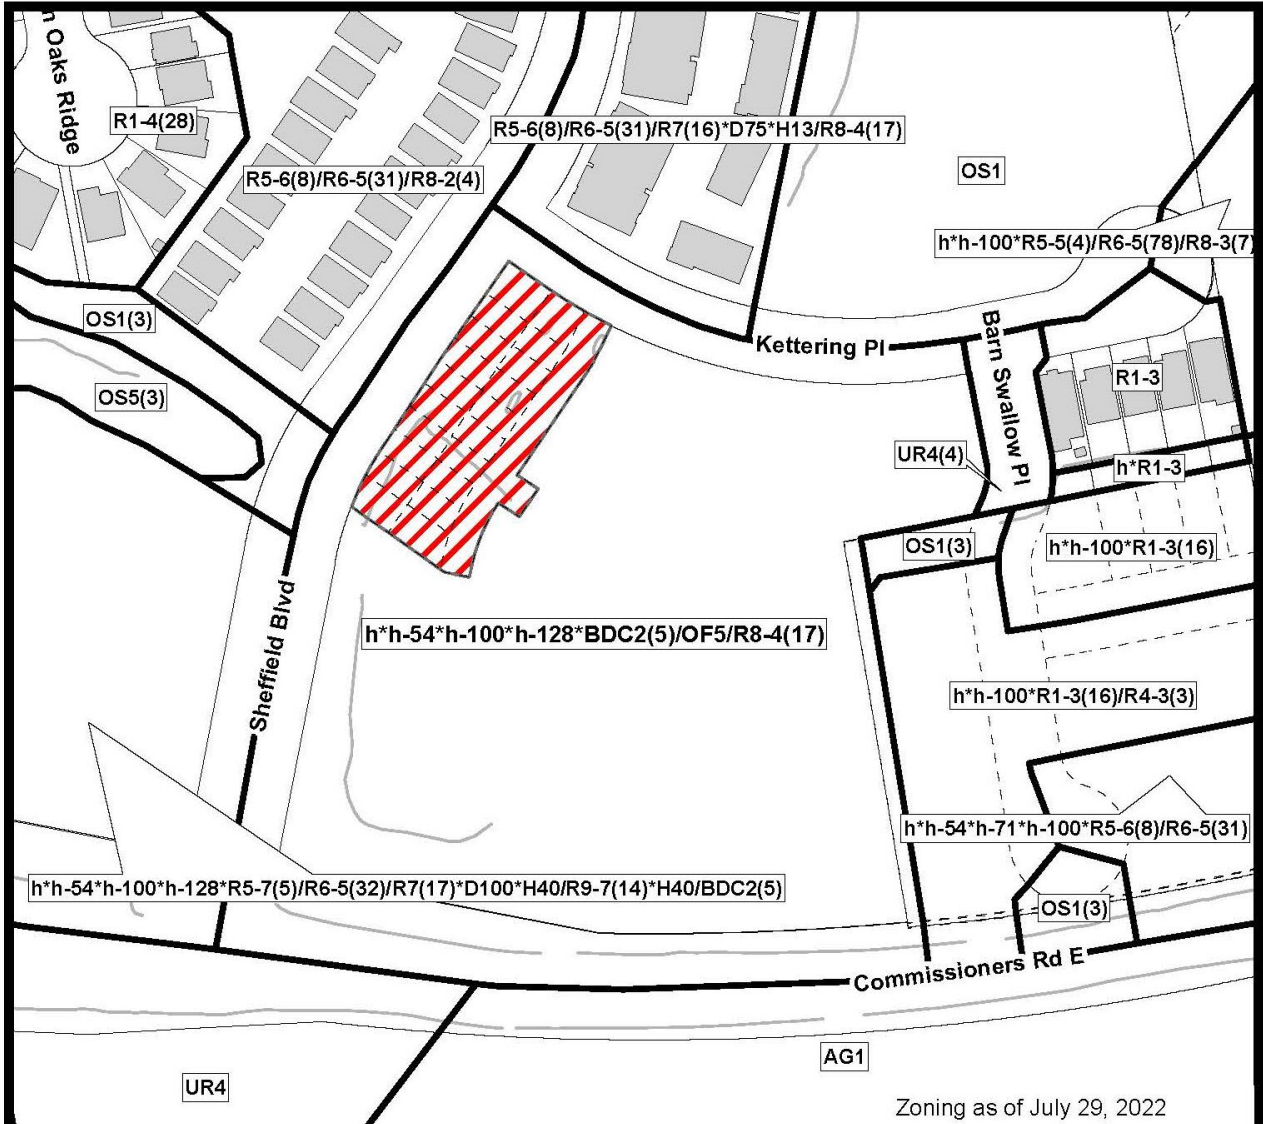 n Oaks Ridge
R1-4(28)
R5-6(8)/R6-5(31)/R7(16)*D75*H13/R8-4(17)
R5-6(8)/R6-5(31)/R8-2(4)
OS1
h*h-100*R5-5(4)/R6-5(78)/R8-3(7)
OS1(3)
Kettering Pl
Barn Swallow Pl
R1-3
OS5(3)
UR4(4)
h*R1-3
OS1(3)
h*h-100*R1-3(16)
Sheffield Blvd
h*h-54*h-100*h-128*BDC2(5)/OF5/R8-4(17)
h*h-100*R1-3(16)/R4-3(3)
h*h-54*h-71*h-100*R5-6(8)/R6-5(31)
h*h-54*h-100*h-128*R5-7(5)/R6-5(32)/R7(17)*D100*H40/R9-7(14)*H40/BDC2(5)
OS1(3)
Commissioners Rd E
AG1
UR4
Zoning as of July 29, 2022